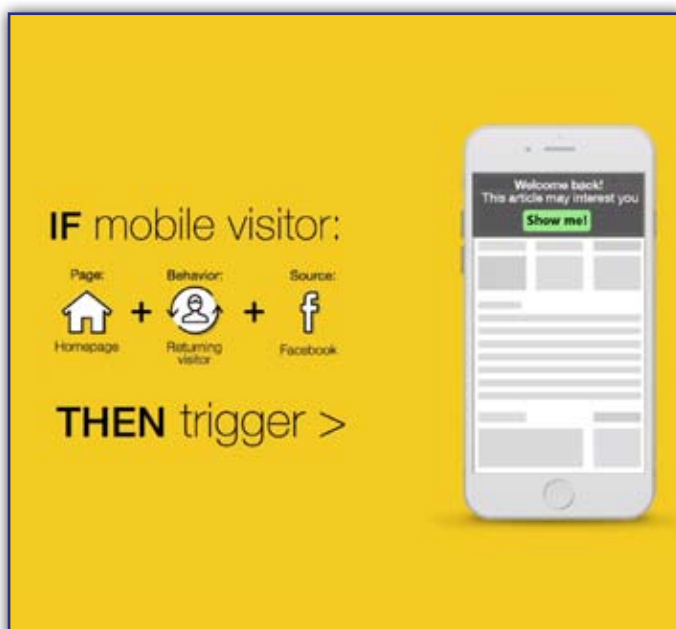 IF mobile visitor:
Page: Behavior: Source:
+ +
Homepage Returning visitor Facebook
THEN trigger >
Welcome back!
This article may interest you
Show me!